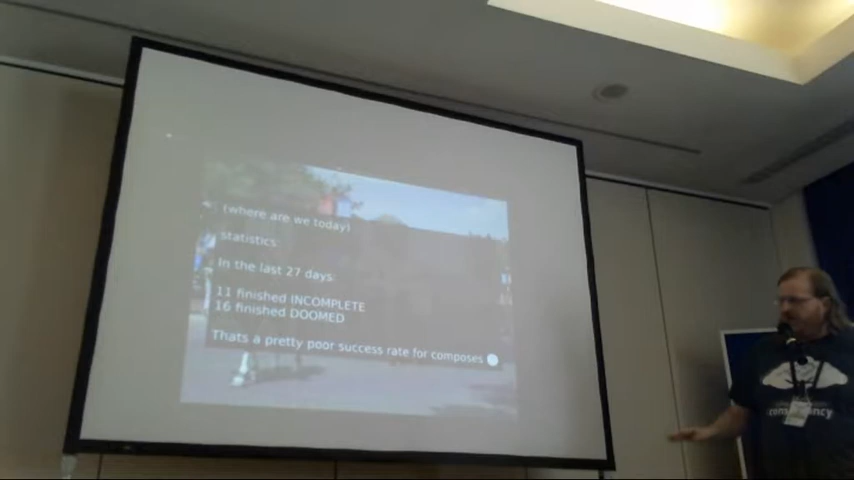 (where are we today)
statistics
In the last 27 days:
11 finished INCOMPLETE
16 finished DOOMED
Thats a pretty poor success rate for composes